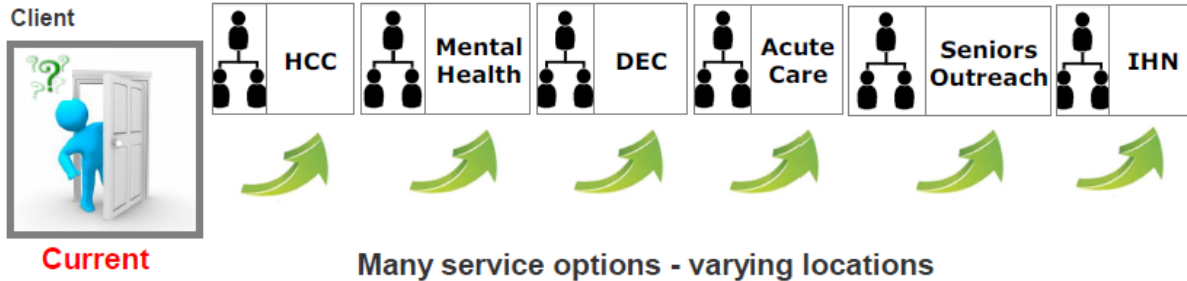 Client
HCC
Mental
Health
DEC
Acute
Care
Seniors
Outreach
IHN
???
Current
Many service options - varying locations